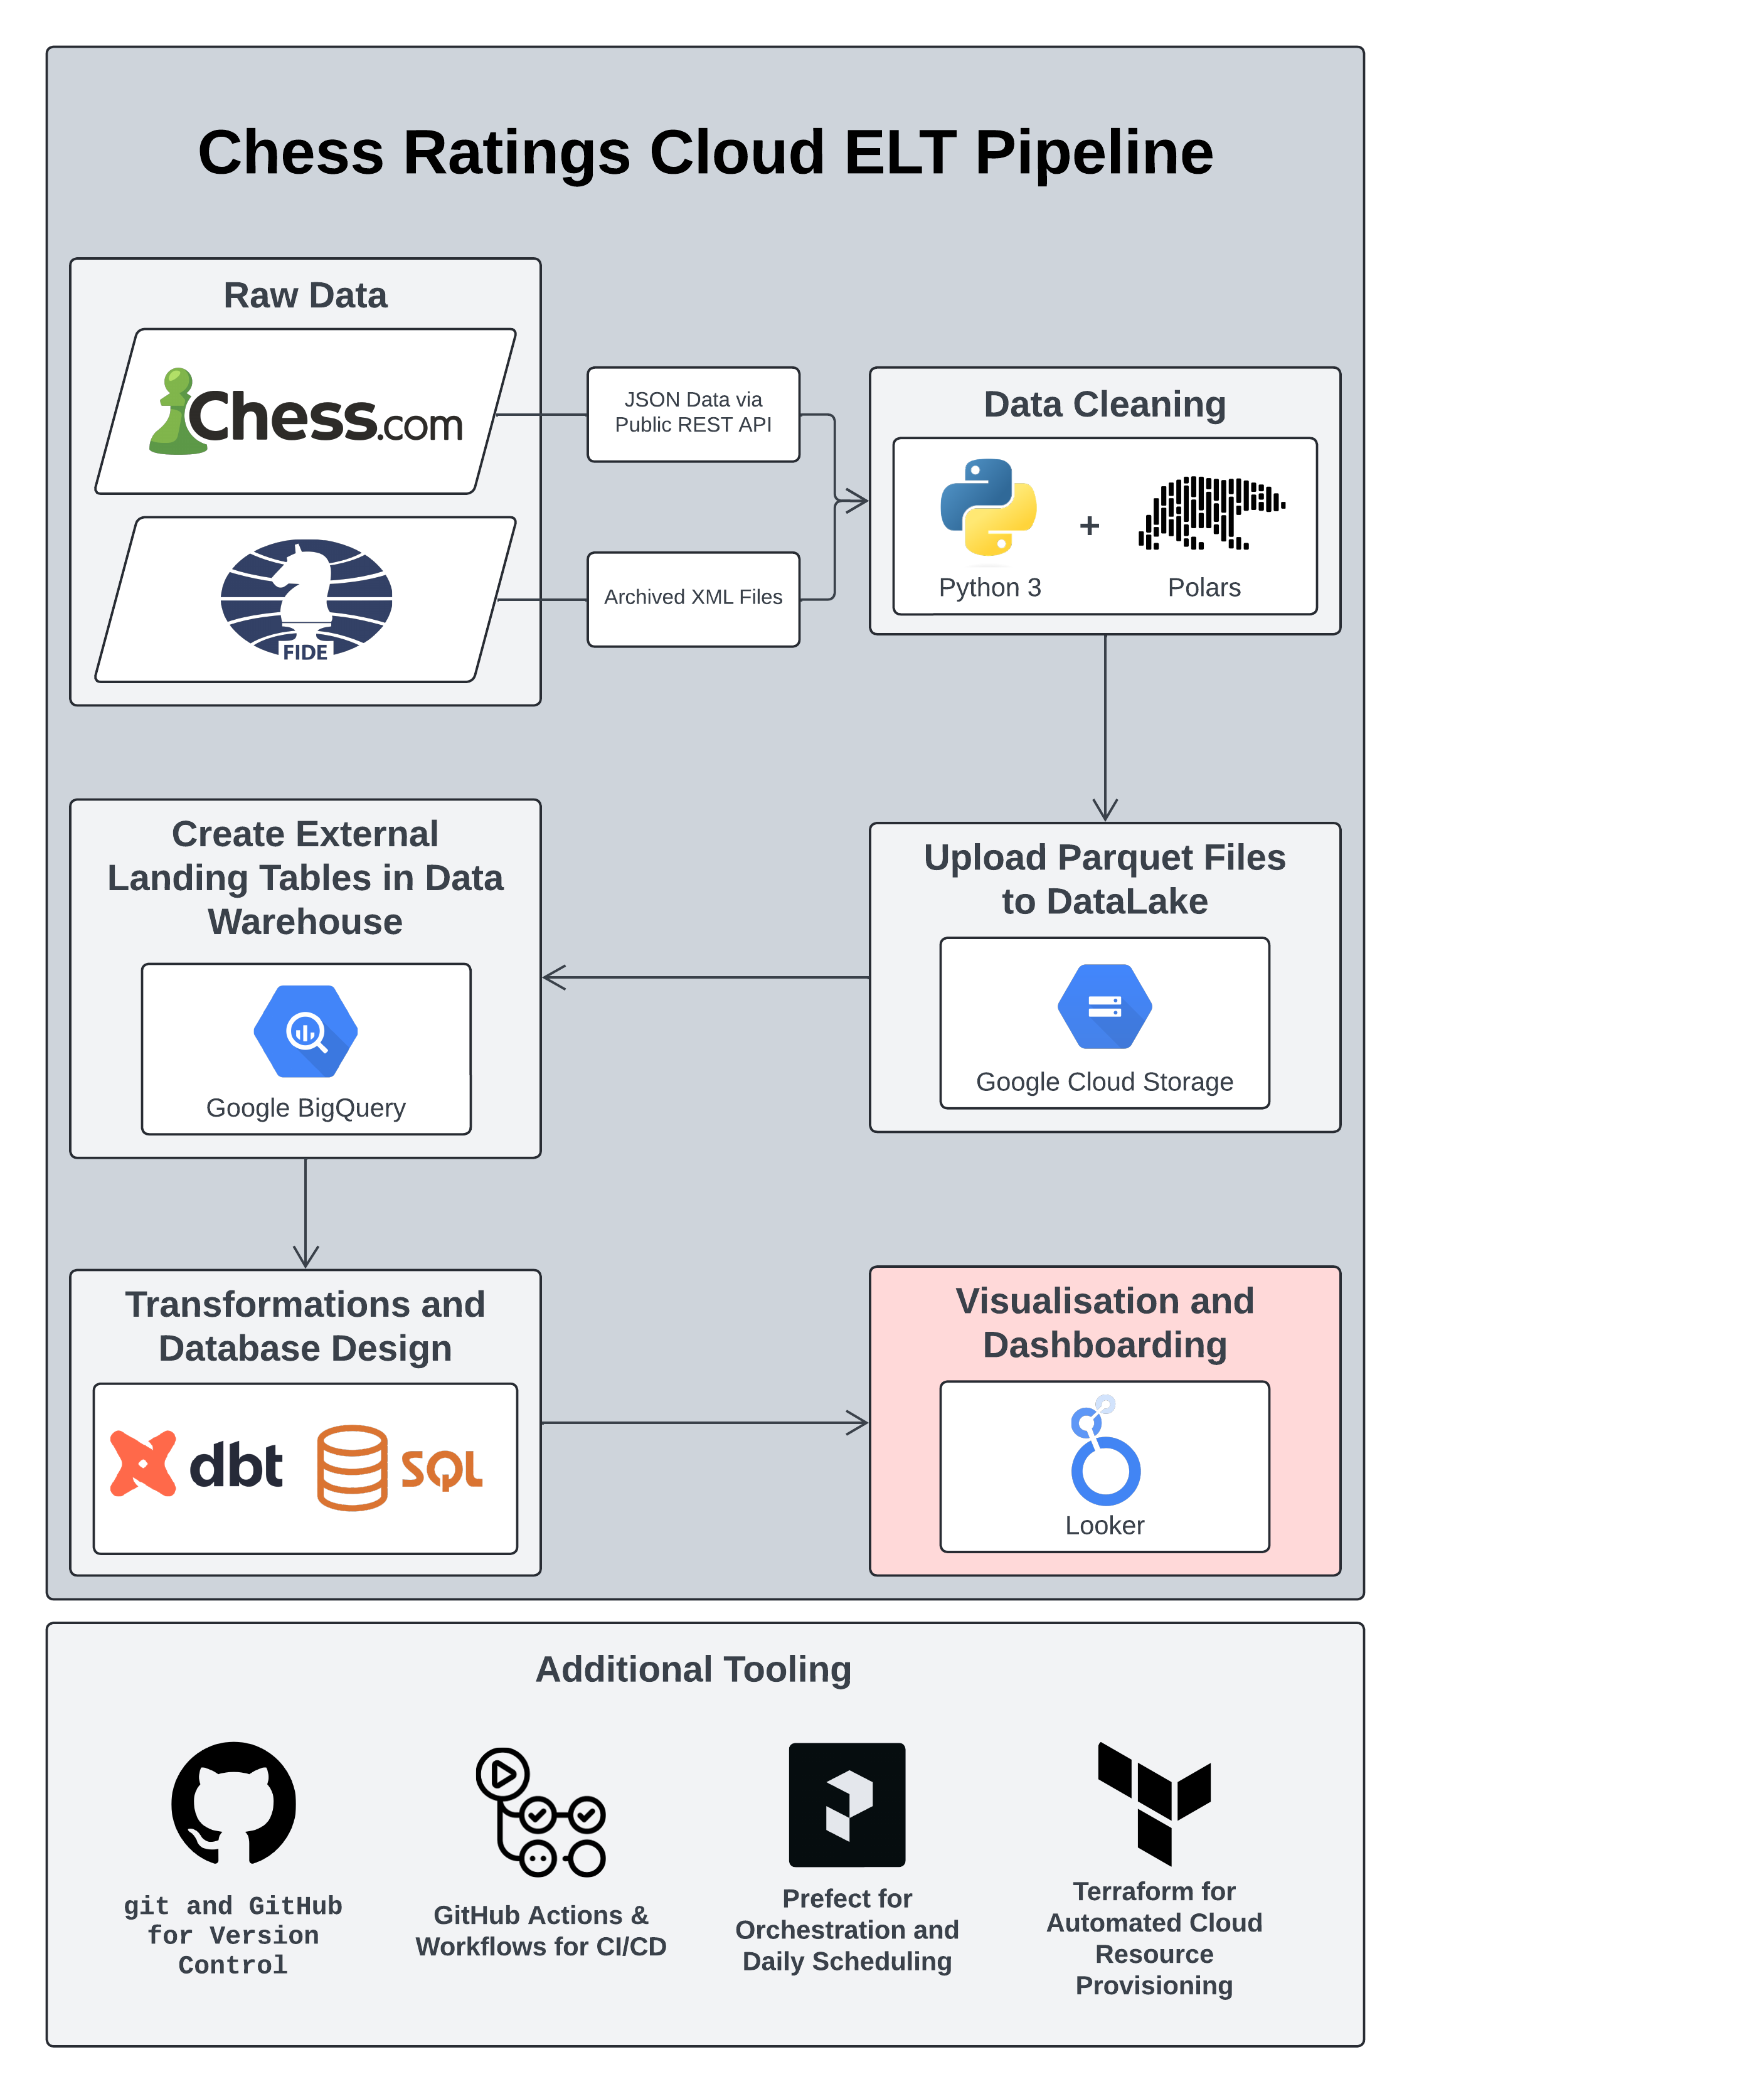 Chess Ratings Cloud ELT Pipeline
Raw Data
Chess.com
FIDE
JSON Data via
Public REST API
Archived XML Files
Data Cleaning
+
Python 3
Polars
Create External
Landing Tables in Data
Warehouse
Google BigQuery
Upload Parquet Files
to DataLake
Google Cloud Storage
Transformations and
Database Design
dbt
SQL
Visualisation and
Dashboarding
Looker
Additional Tooling
git and GitHub
for Version
Control
GitHub Actions &
Workflows for CI/CD
Prefect for
Orchestration and
Daily Scheduling
Terraform for
Automated Cloud
Resource
Provisioning